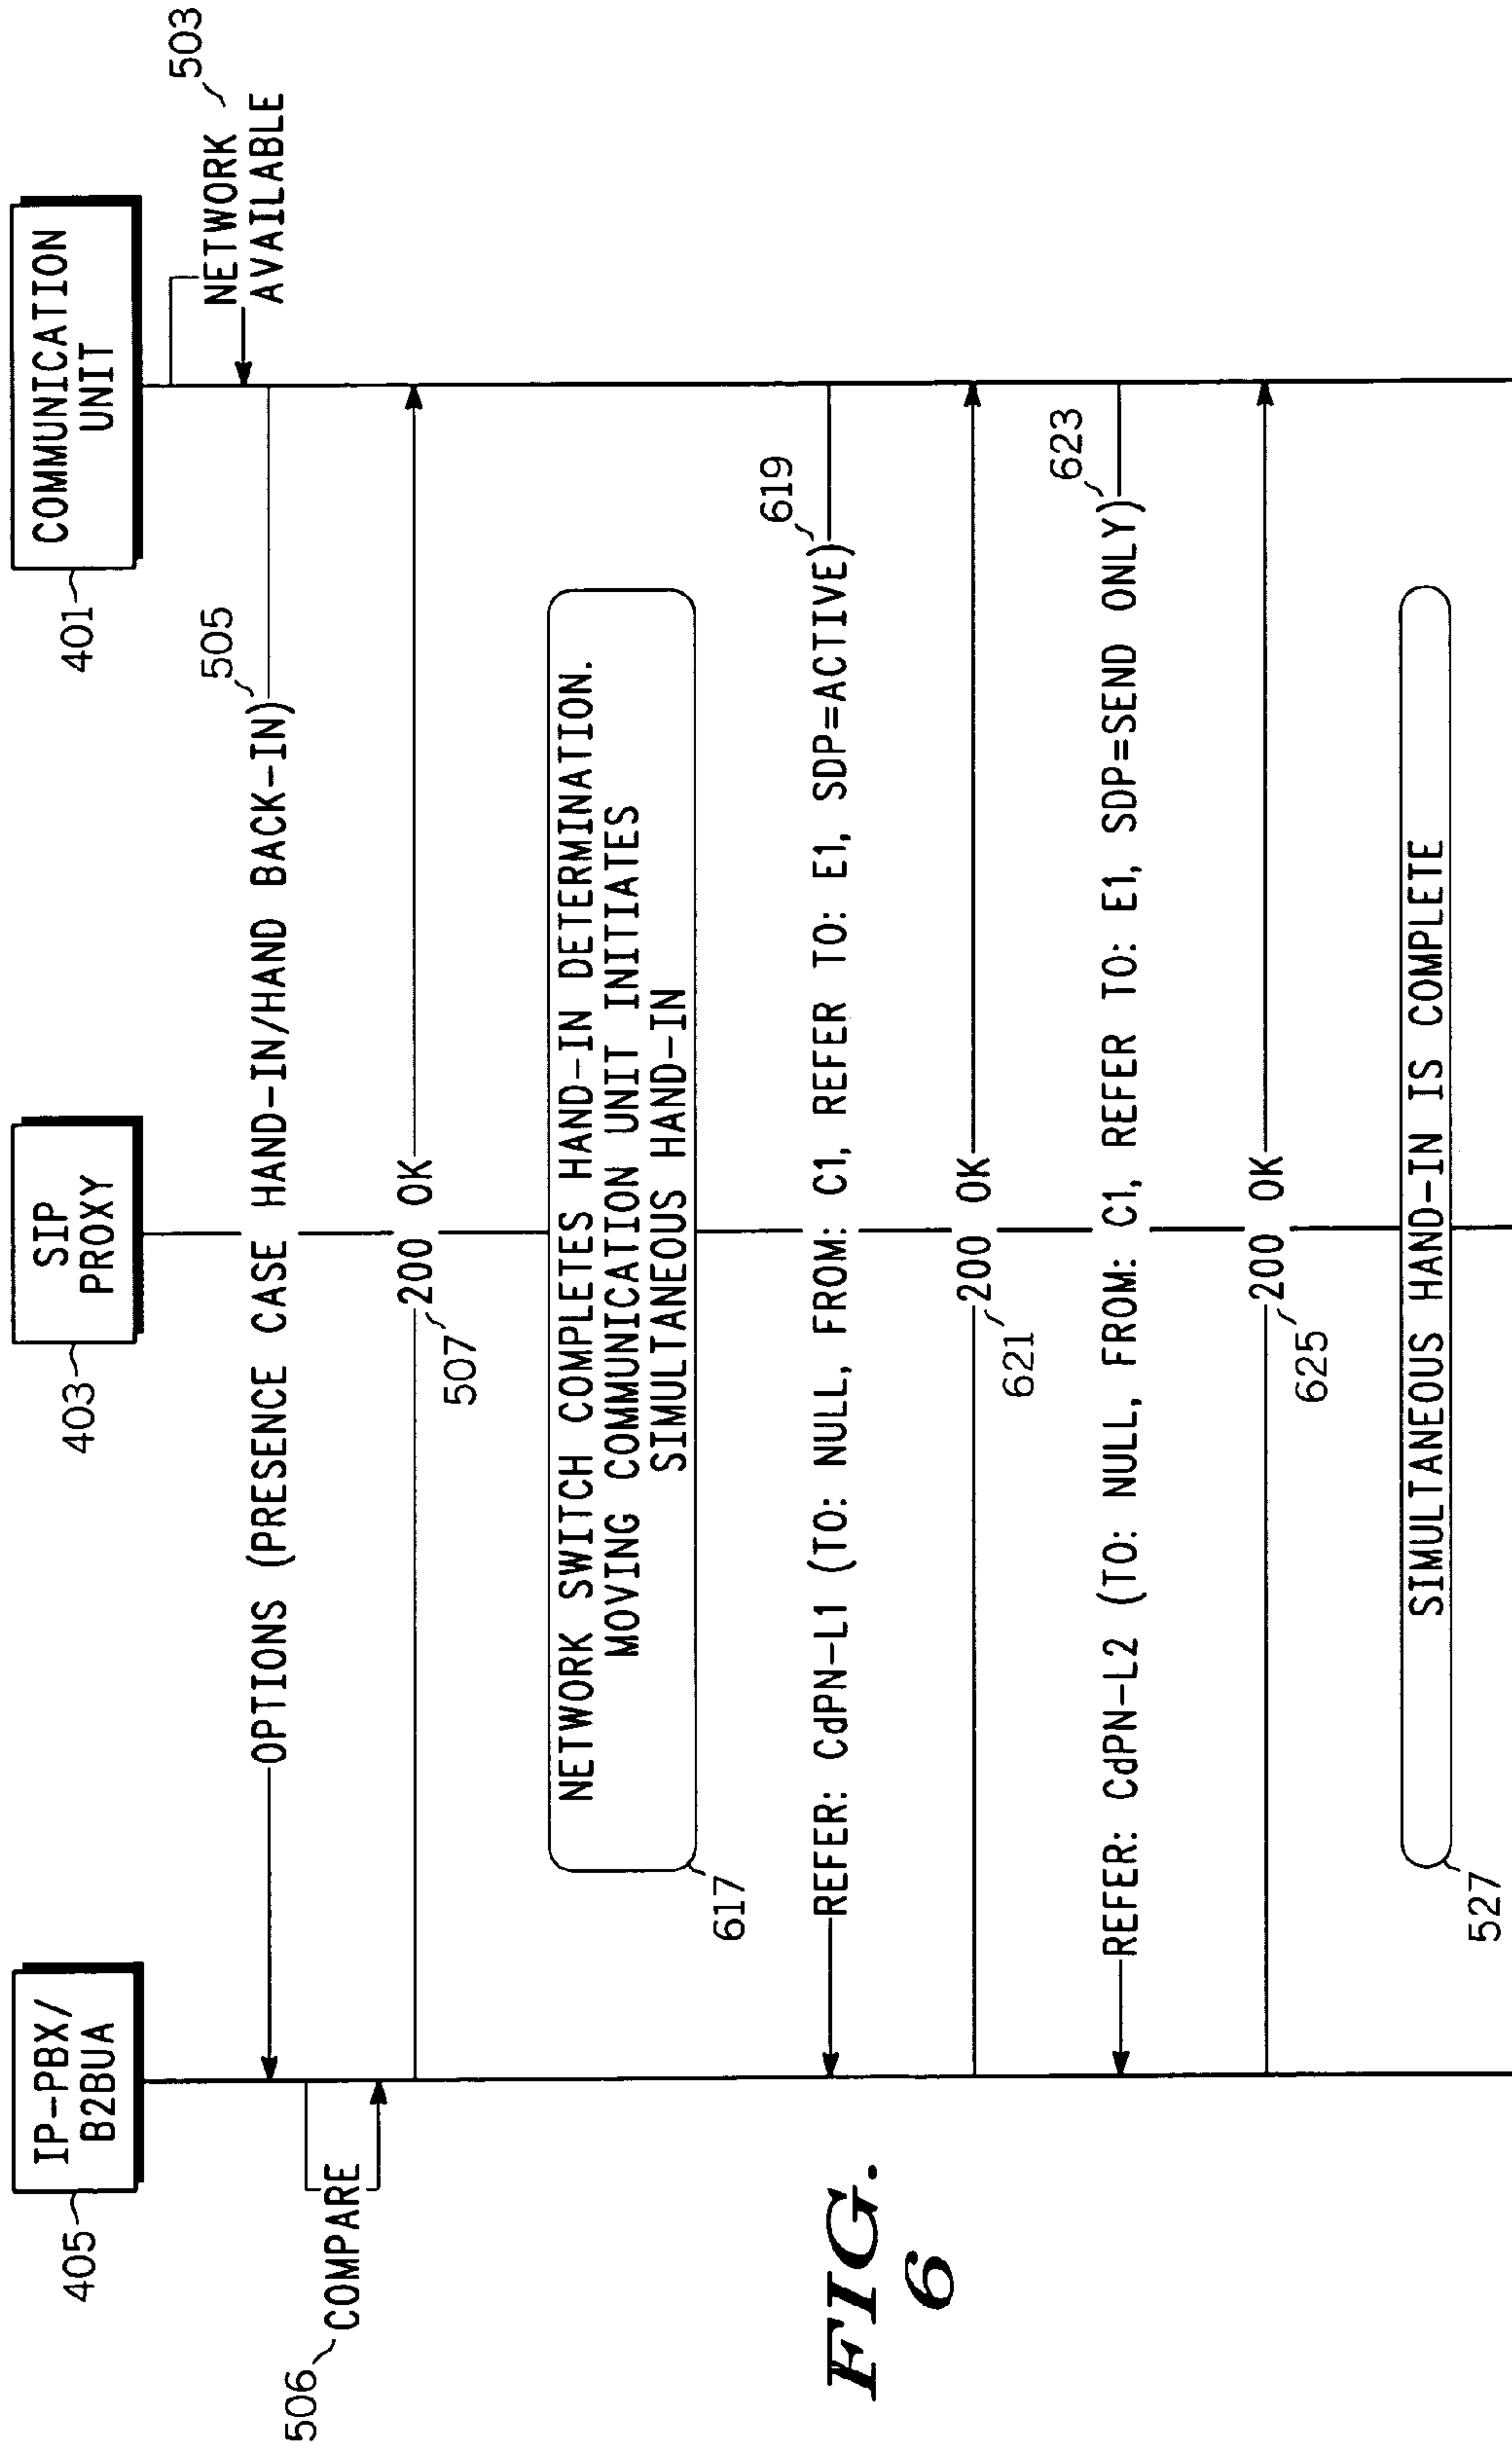 405
IP-PBX/
B2BUA
403
SIP
PROXY
401
COMMUNICATION
UNIT
NETWORK
AVAILABLE
503
OPTIONS (PRESENCE CASE HAND-IN/HAND BACK-IN)
505
506
COMPARE
200 OK
507
NETWORK SWITCH COMPLETES HAND-IN DETERMINATION.
MOVING COMMUNICATION UNIT INITIATES
SIMULTANEOUS HAND-IN
617
REFER: CdPN-L1 (TO: NULL, FROM: C1, REFER TO: E1, SDP=ACTIVE)
619
200 OK
621
REFER: CdPN-L2 (TO: NULL, FROM: C1, REFER TO: E1, SDP=SEND ONLY)
623
200 OK
625
SIMULTANEOUS HAND-IN IS COMPLETE
527
FIG.
6